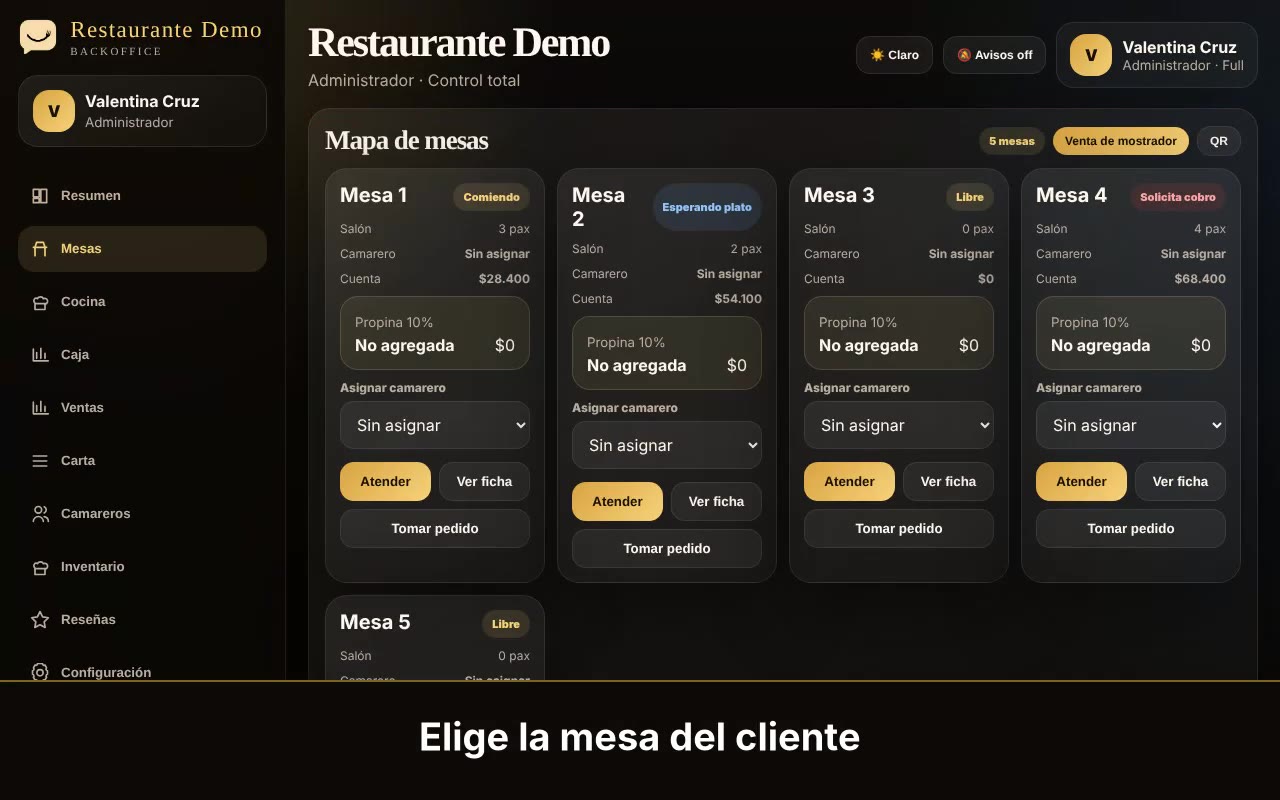 Restaurante Demo
BACKOFFICE
V
Valentina Cruz
Administrador
Resumen
Mesas
Cocina
Caja
Ventas
Carta
Camareros
Inventario
Reseñas
Configuración
Restaurante Demo
Administrador · Control total
Claro
Avisos off
V
Valentina Cruz
Administrador · Full
Mapa de mesas
5 mesas
Venta de mostrador
QR
Mesa 1
Comiendo
Salón 3 pax
Camarero Sin asignar
Cuenta $28.400
Propina 10%
No agregada $0
Asignar camarero
Sin asignar
Atender
Ver ficha
Tomar pedido
Mesa
2
Esperando plato
Salón 2 pax
Camarero Sin asignar
Cuenta $54.100
Propina 10%
No agregada $0
Asignar camarero
Sin asignar
Atender
Ver ficha
Tomar pedido
Mesa 3
Libre
Salón 0 pax
Camarero Sin asignar
Cuenta $0
Propina 10%
No agregada $0
Asignar camarero
Sin asignar
Atender
Ver ficha
Tomar pedido
Mesa 4
Solicita cobro
Salón 4 pax
Camarero Sin asignar
Cuenta $68.400
Propina 10%
No agregada $0
Asignar camarero
Sin asignar
Atender
Ver ficha
Tomar pedido
Mesa 5
Libre
Salón 0 pax
Camarero Sin asignar
Elige la mesa del cliente